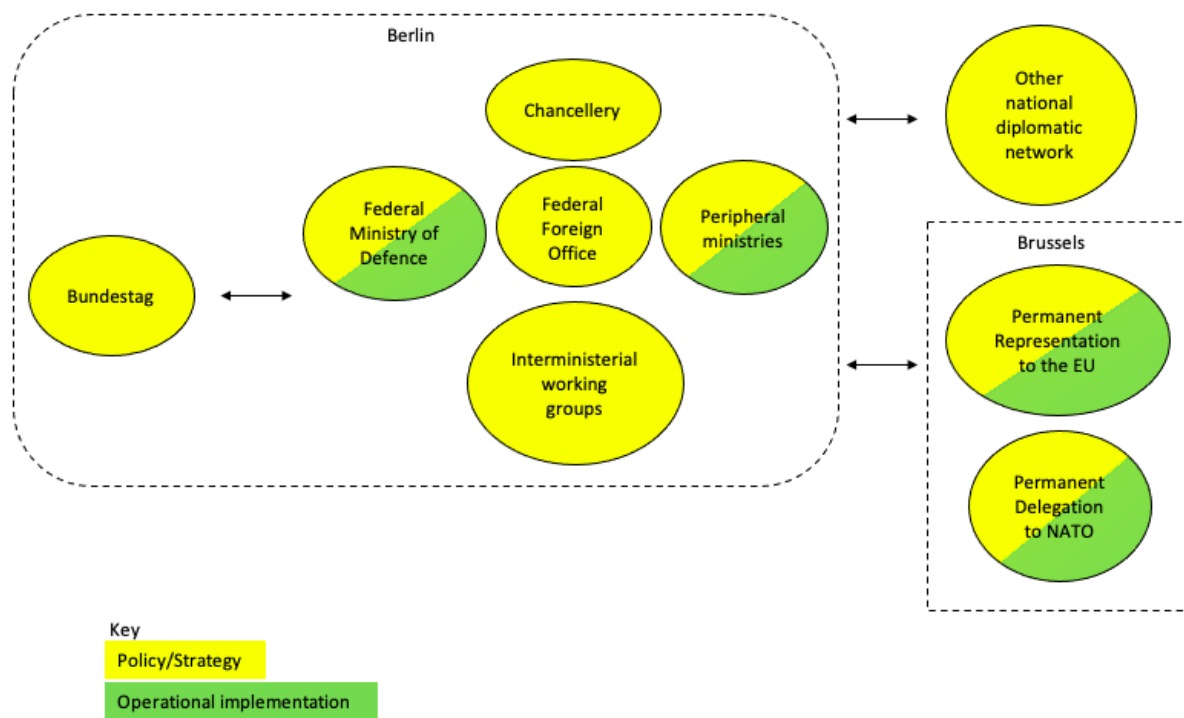 Berlin
Chancellery
Federal
Ministry of
Defence
Federal
Foreign
Office
Peripheral
ministries
Bundestag
Interministerial
working
groups
Other
national
diplomatic
network
Brussels
Permanent
Representation
to the EU
Permanent
Delegation
to NATO
Key
Policy/Strategy
Operational implementation